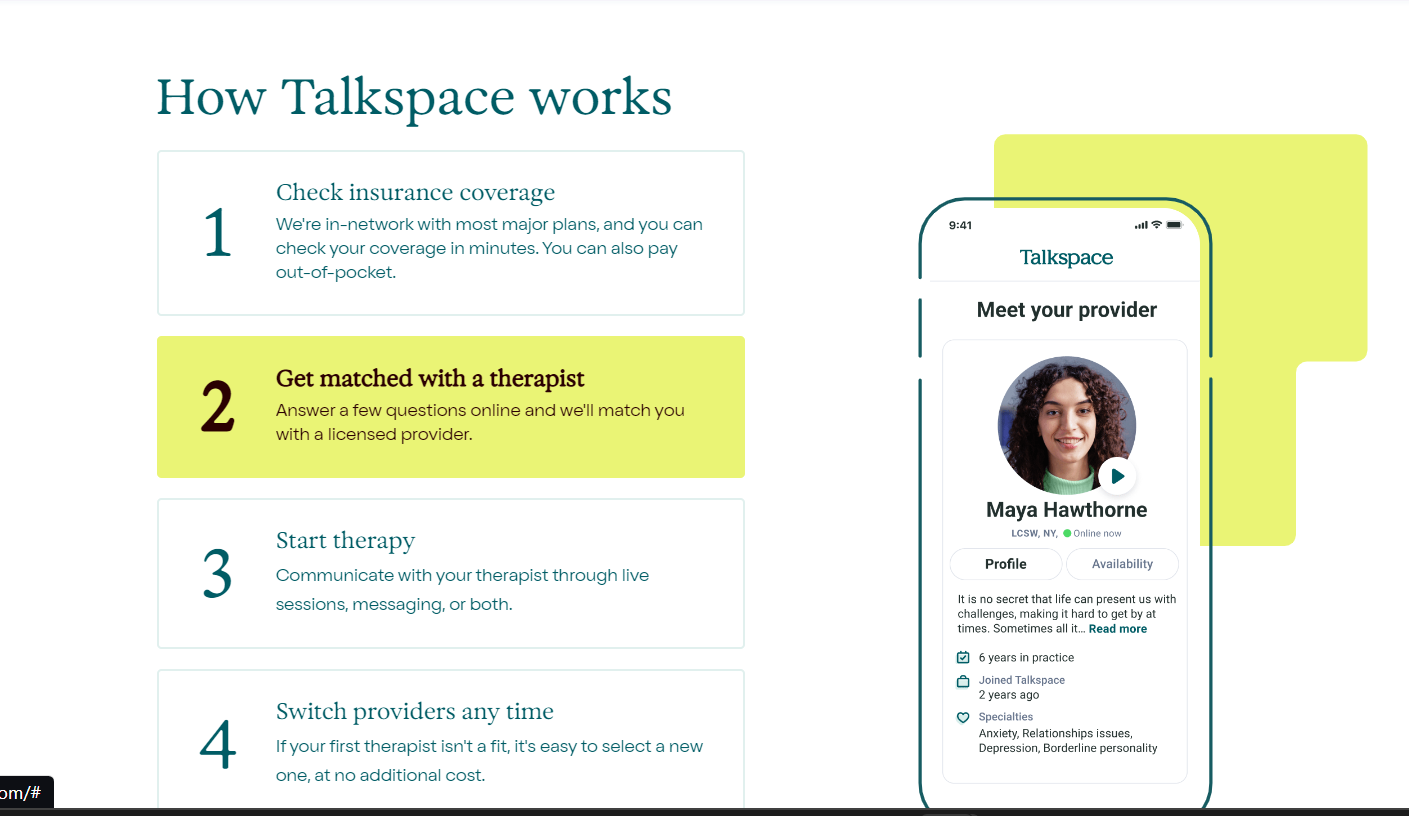 How Talkspace works
1
Check insurance coverage
We're in-network with most major plans, and you can
check your coverage in minutes. You can also pay
out-of-pocket.
2
Get matched with a therapist
Answer a few questions online and we'll match you
with a licensed provider.
3
Start therapy
Communicate with your therapist through live
sessions, messaging, or both.
4
Switch providers any time
If your first therapist isn't a fit, it's easy to select a new
one, at no additional cost.
om/#
9:41
Talkspace
Meet your provider
Maya Hawthorne
LCSW, NY, Online now
Profile
Availability
It is no secret that life can present us with
challenges, making it hard to get by at
times. Sometimes all it... Read more
6 years in practice
Joined Talkspace
2 years ago
Specialties
Anxiety, Relationships issues,
Depression, Borderline personality